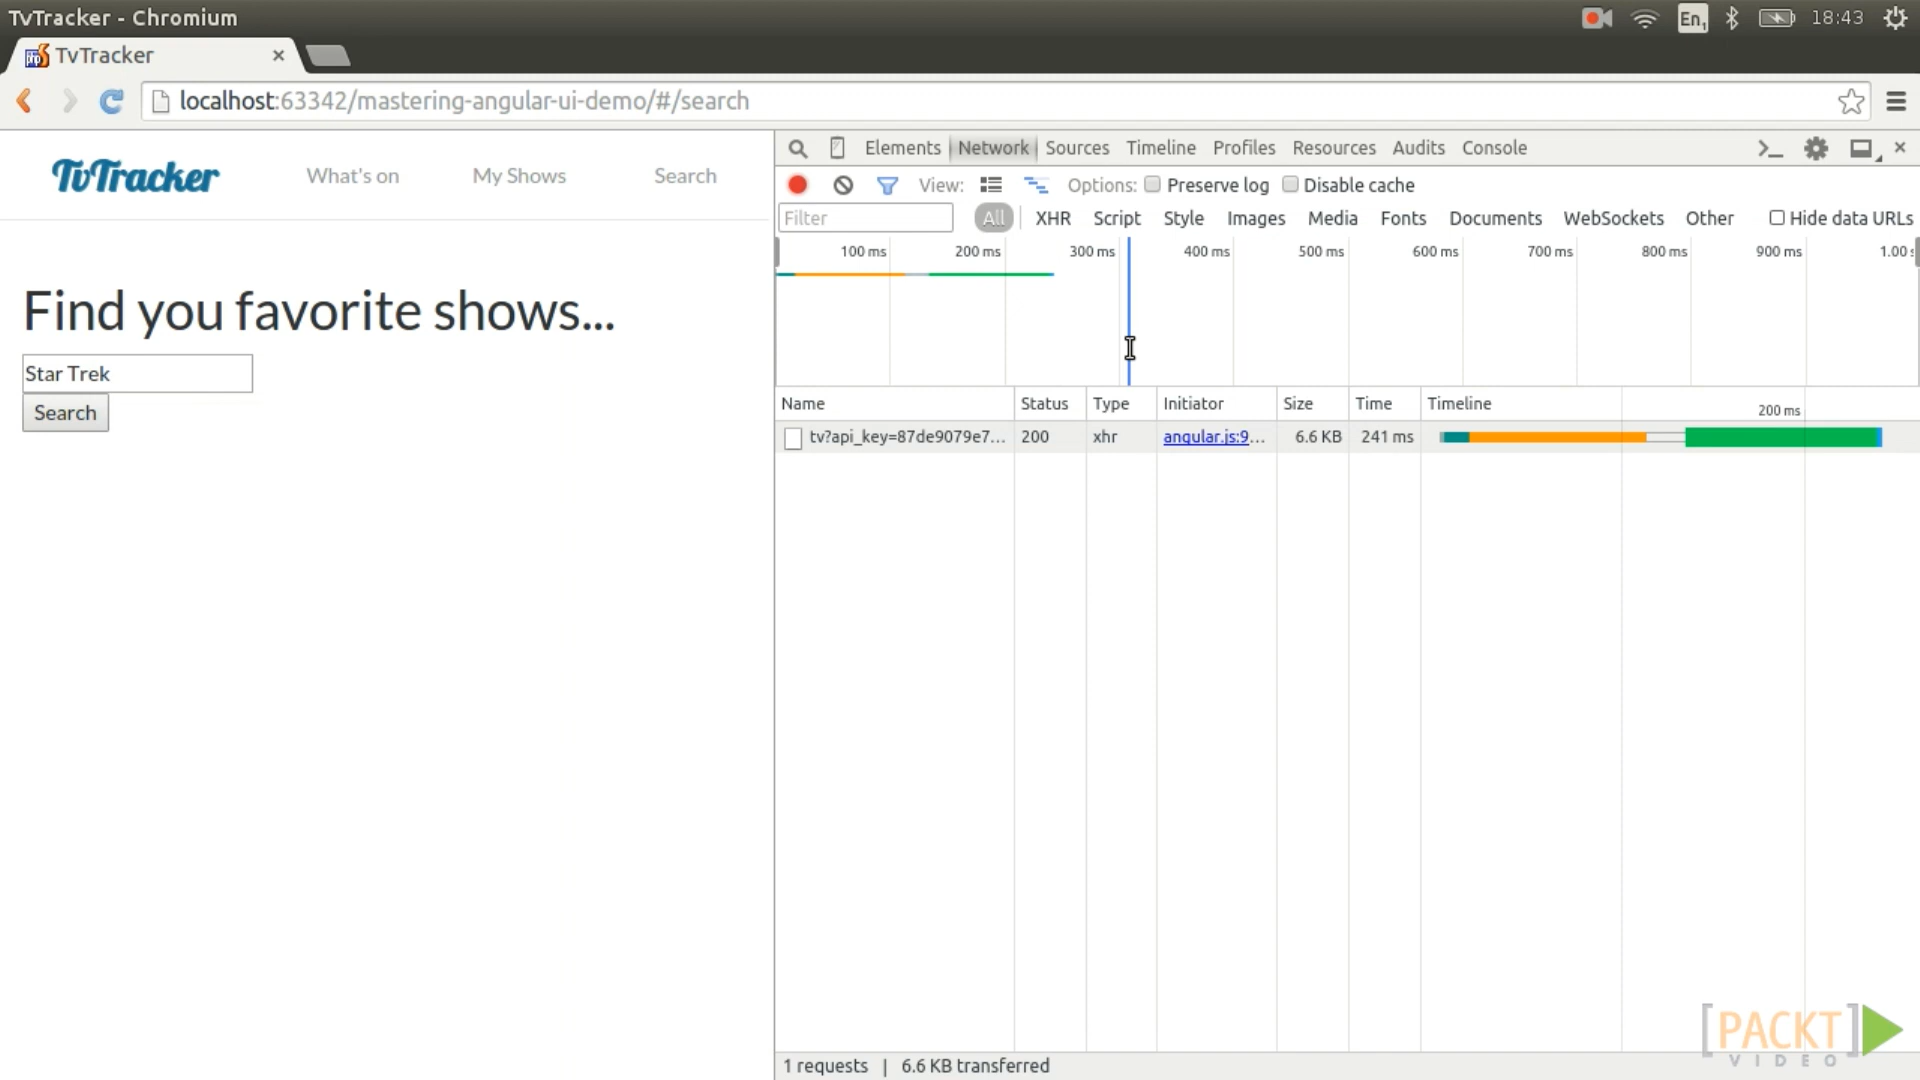 TvTracker - Chromium
En1 18:43
TvTracker
localhost:63342/mastering-angular-ui-demo/#/search
TvTracker What's on My Shows Search
Find you favorite shows...
Star Trek
Search
Elements Network Sources Timeline Profiles Resources Audits Console
View: Options: Preserve log Disable cache
Filter All XHR Script Style Images Media Fonts Documents WebSockets Other Hide data URLs
100 ms 200 ms 300 ms 400 ms 500 ms 600 ms 700 ms 800 ms 900 ms 1.00 s
Name Status Type Initiator Size Time Timeline 200 ms
tv?api_key=87de9079e7... 200 xhr angular.js:9... 6.6 KB 241 ms
1 requests | 6.6 KB transferred
[PACKT]
VIDEO